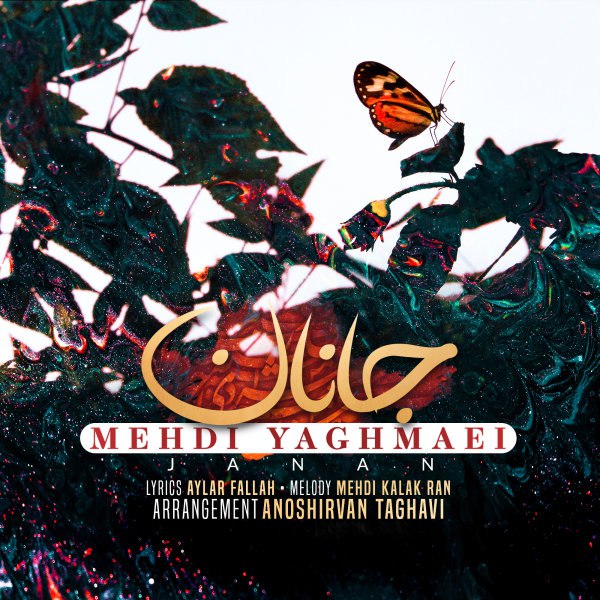 جانان
MEHDI YAGHMAEI
JANAN
LYRICS AYLAR FALLAH • MELODY MEHDI KALAK RAN
ARRANGEMENT ANOSHIRVAN TAGHAVI